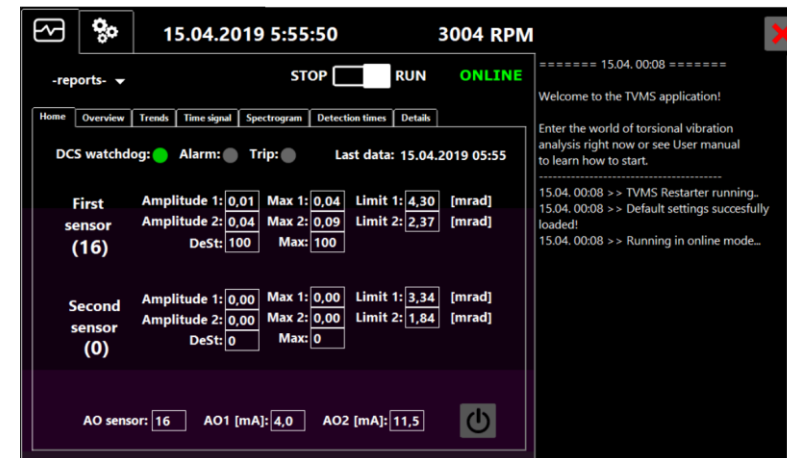 15.04.2019 5:55:50 3004 RPM
-reports- STOP RUN ONLINE
Home Overview Trends Time signal Spectrogram Detection times Details
DCS watchdog: Alarm: Trip: Last data: 15.04.2019 05:55
First sensor (16)
Amplitude 1: 0,01 Max 1: 0,04 Limit 1: 4,30 [mrad]
Amplitude 2: 0,04 Max 2: 0,09 Limit 2: 2,37 [mrad]
DeSt: 100 Max: 100
Second sensor (0)
Amplitude 1: 0,00 Max 1: 0,00 Limit 1: 3,34 [mrad]
Amplitude 2: 0,00 Max 2: 0,00 Limit 2: 1,84 [mrad]
DeSt: 0 Max: 0
AO sensor: 16 AO1 [mA]: 4,0 AO2 [mA]: 11,5
======= 15.04. 00:08 =======
Welcome to the TVMS application!
Enter the world of torsional vibration
analysis right now or see User manual
to learn how to start.
----------------------------------------
15.04. 00:08 >> TVMS Restarter running..
15.04. 00:08 >> Default settings succesfully
loaded!
15.04. 00:08 >> Running in online mode...